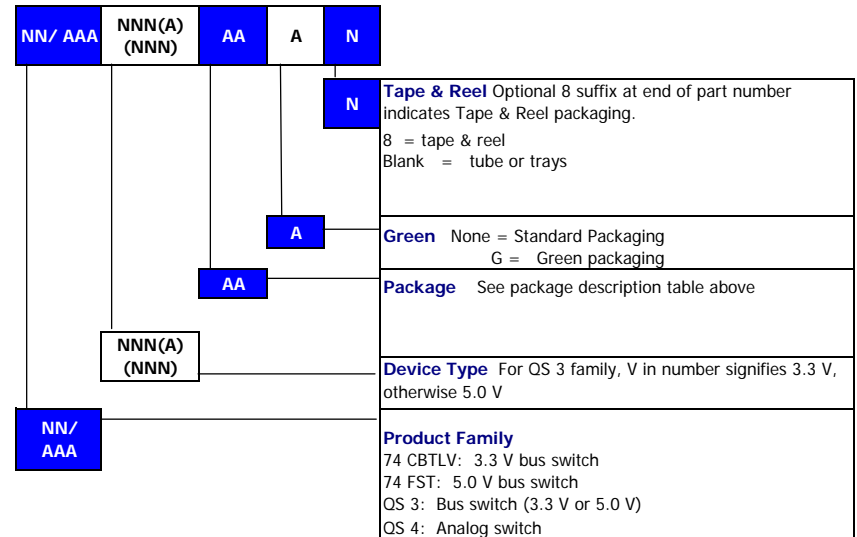 NN/ AAA NNN(A) (NNN) AA A N
N
Tape & Reel Optional 8 suffix at end of part number
indicates Tape & Reel packaging.
8 = tape & reel
Blank = tube or trays
A
Green None = Standard Packaging
G = Green packaging
AA
Package See package description table above
NNN(A)
(NNN)
Device Type For QS 3 family, V in number signifies 3.3 V,
otherwise 5.0 V
NN/
AAA
Product Family
74 CBTLV: 3.3 V bus switch
74 FST: 5.0 V bus switch
QS 3: Bus switch (3.3 V or 5.0 V)
QS 4: Analog switch